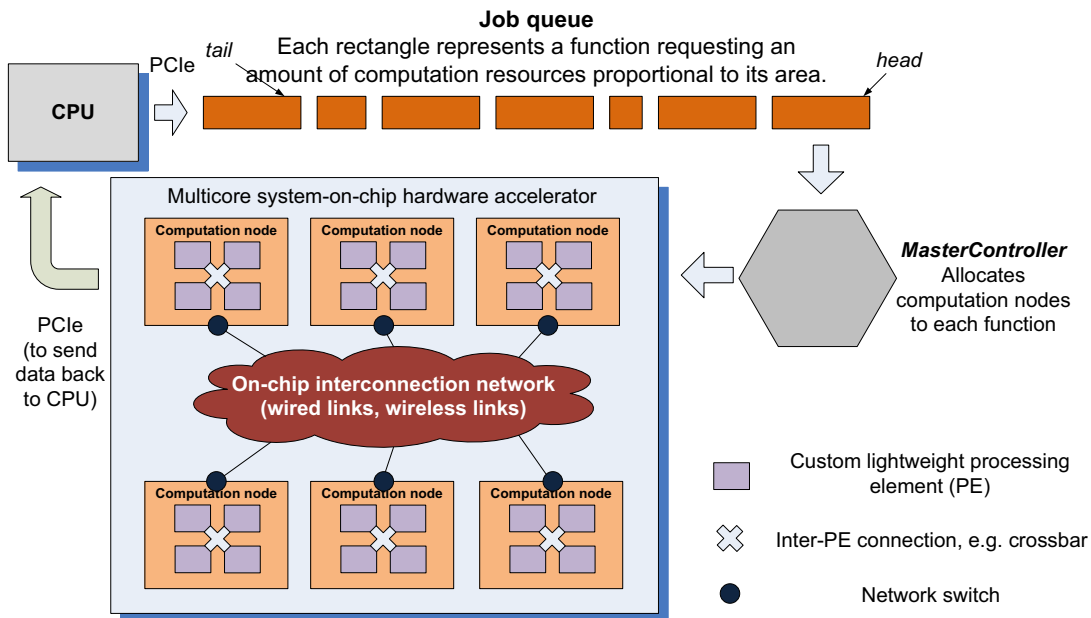 Job queue
Each rectangle represents a function requesting an
amount of computation resources proportional to its area.
tail
head
PCIe
CPU
Multicore system-on-chip hardware accelerator
Computation node
Computation node
Computation node
MasterController
Allocates
computation nodes
to each function
PCIe
(to send
data back
to CPU)
On-chip interconnection network
(wired links, wireless links)
Computation node
Computation node
Computation node
Custom lightweight processing
element (PE)
Inter-PE connection, e.g. crossbar
Network switch